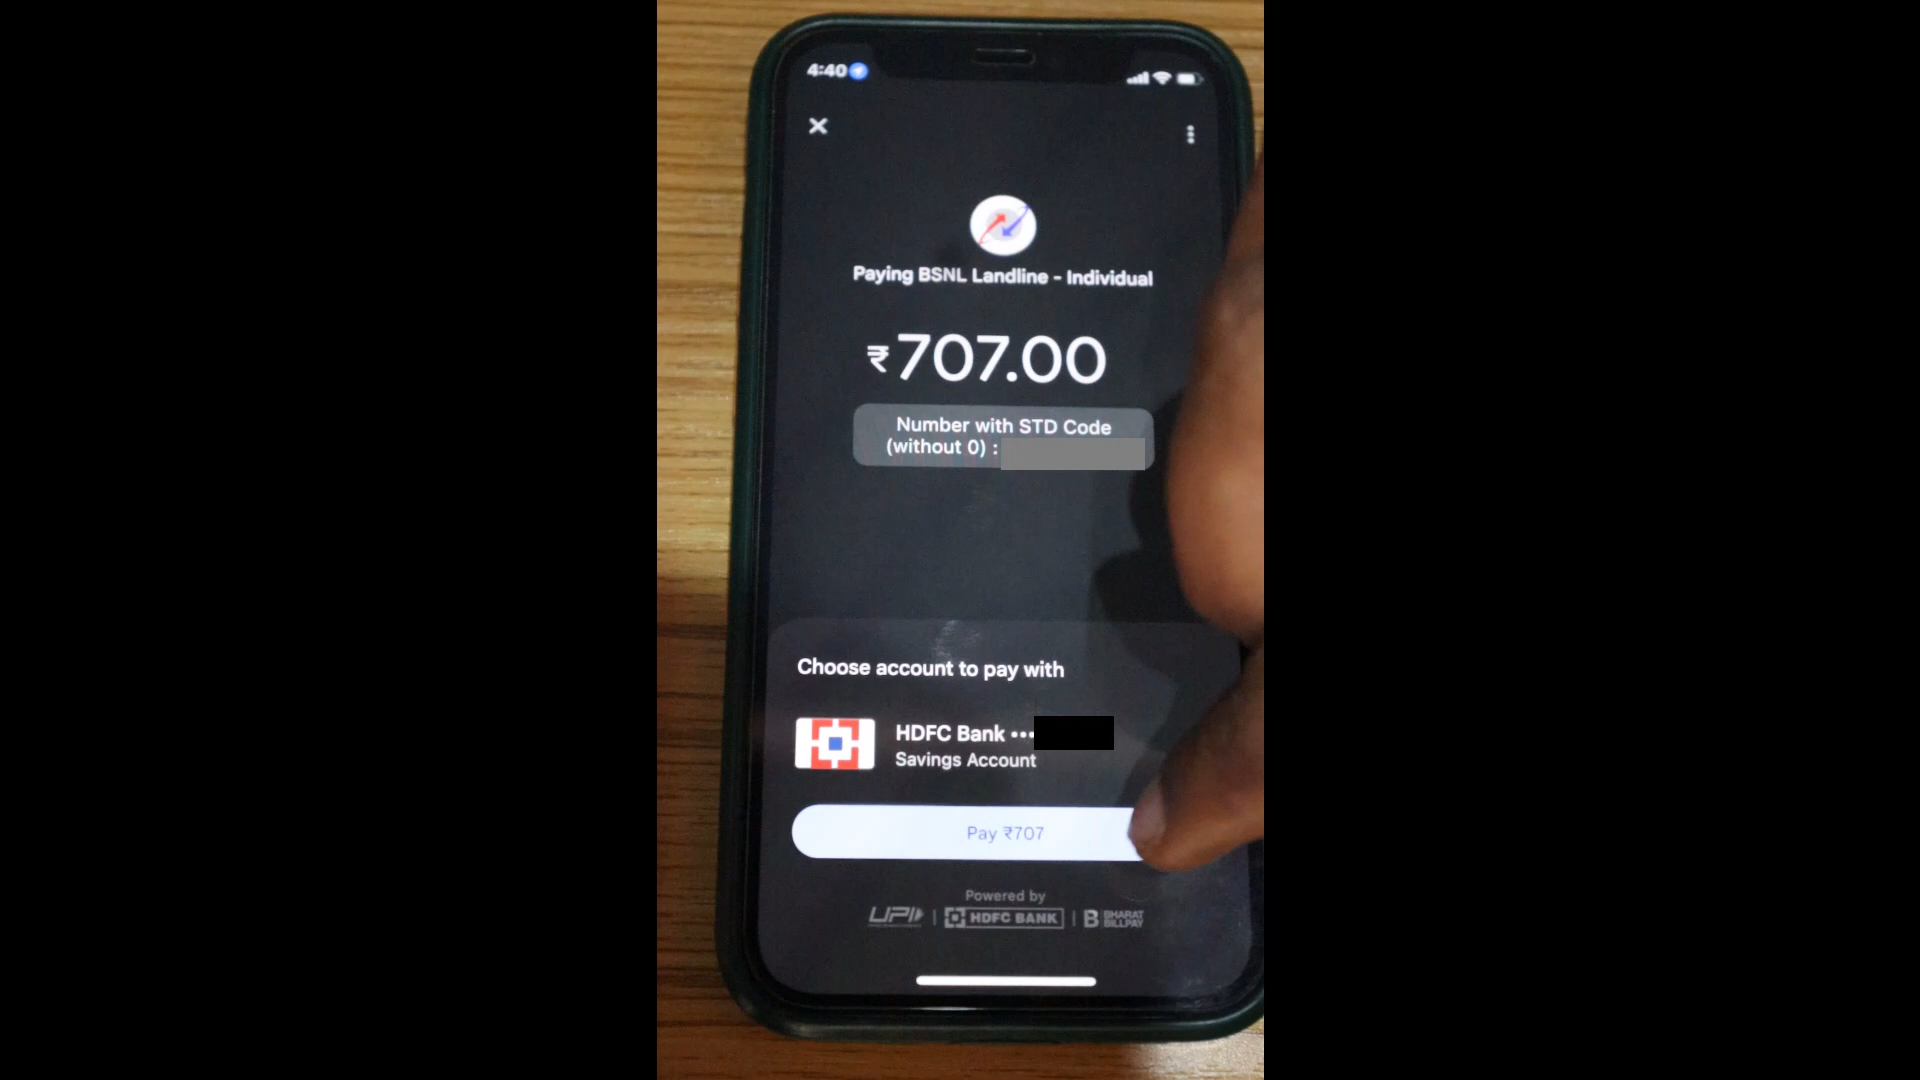 4:40
Paying BSNL Landline - Individual
₹707.00
Number with STD Code
(without 0) :
Choose account to pay with
HDFC Bank •••
Savings Account
Pay ₹707
Powered by
UPI | HDFC BANK | B BHARAT BILLPAY